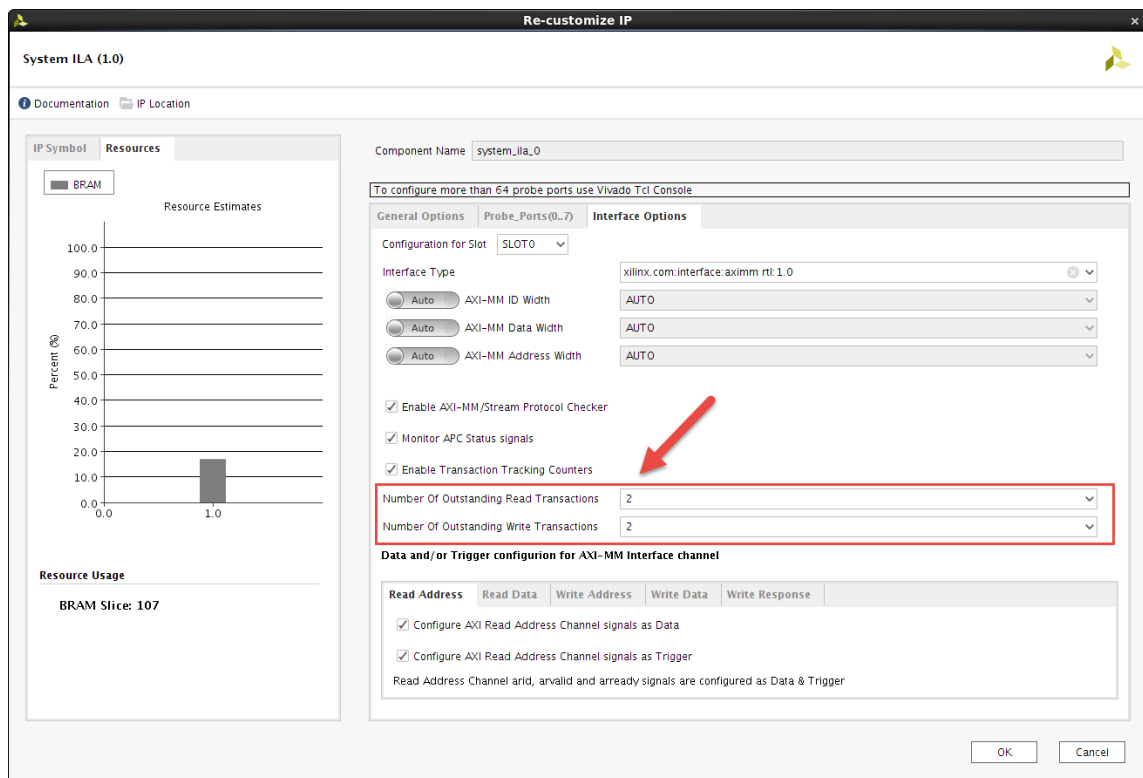 Re-customize IP
System ILA (1.0)
Documentation IP Location
IP Symbol Resources
BRAM
Resource Estimates
100.0
90.0
80.0
70.0
60.0
50.0
40.0
30.0
20.0
10.0
0.0
Percent (%)
0.0 1.0
Resource Usage
BRAM Slice: 107
Component Name system_ila_0
To configure more than 64 probe ports use Vivado Tcl Console
General Options Probe_Ports(0..7) Interface Options
Configuration for Slot SLOT0
Interface Type xilinx.com:interface:aximm rtl:1.0
Auto AXI-MM ID Width AUTO
Auto AXI-MM Data Width AUTO
Auto AXI-MM Address Width AUTO
Enable AXI-MM/Stream Protocol Checker
Monitor APC Status signals
Enable Transaction Tracking Counters
Number Of Outstanding Read Transactions 2
Number Of Outstanding Write Transactions 2
Data and/or Trigger configurion for AXI-MM Interface channel
Read Address Read Data Write Address Write Data Write Response
Configure AXI Read Address Channel signals as Data
Configure AXI Read Address Channel signals as Trigger
Read Address Channel arid, arvalid and arready signals are configured as Data & Trigger
OK Cancel